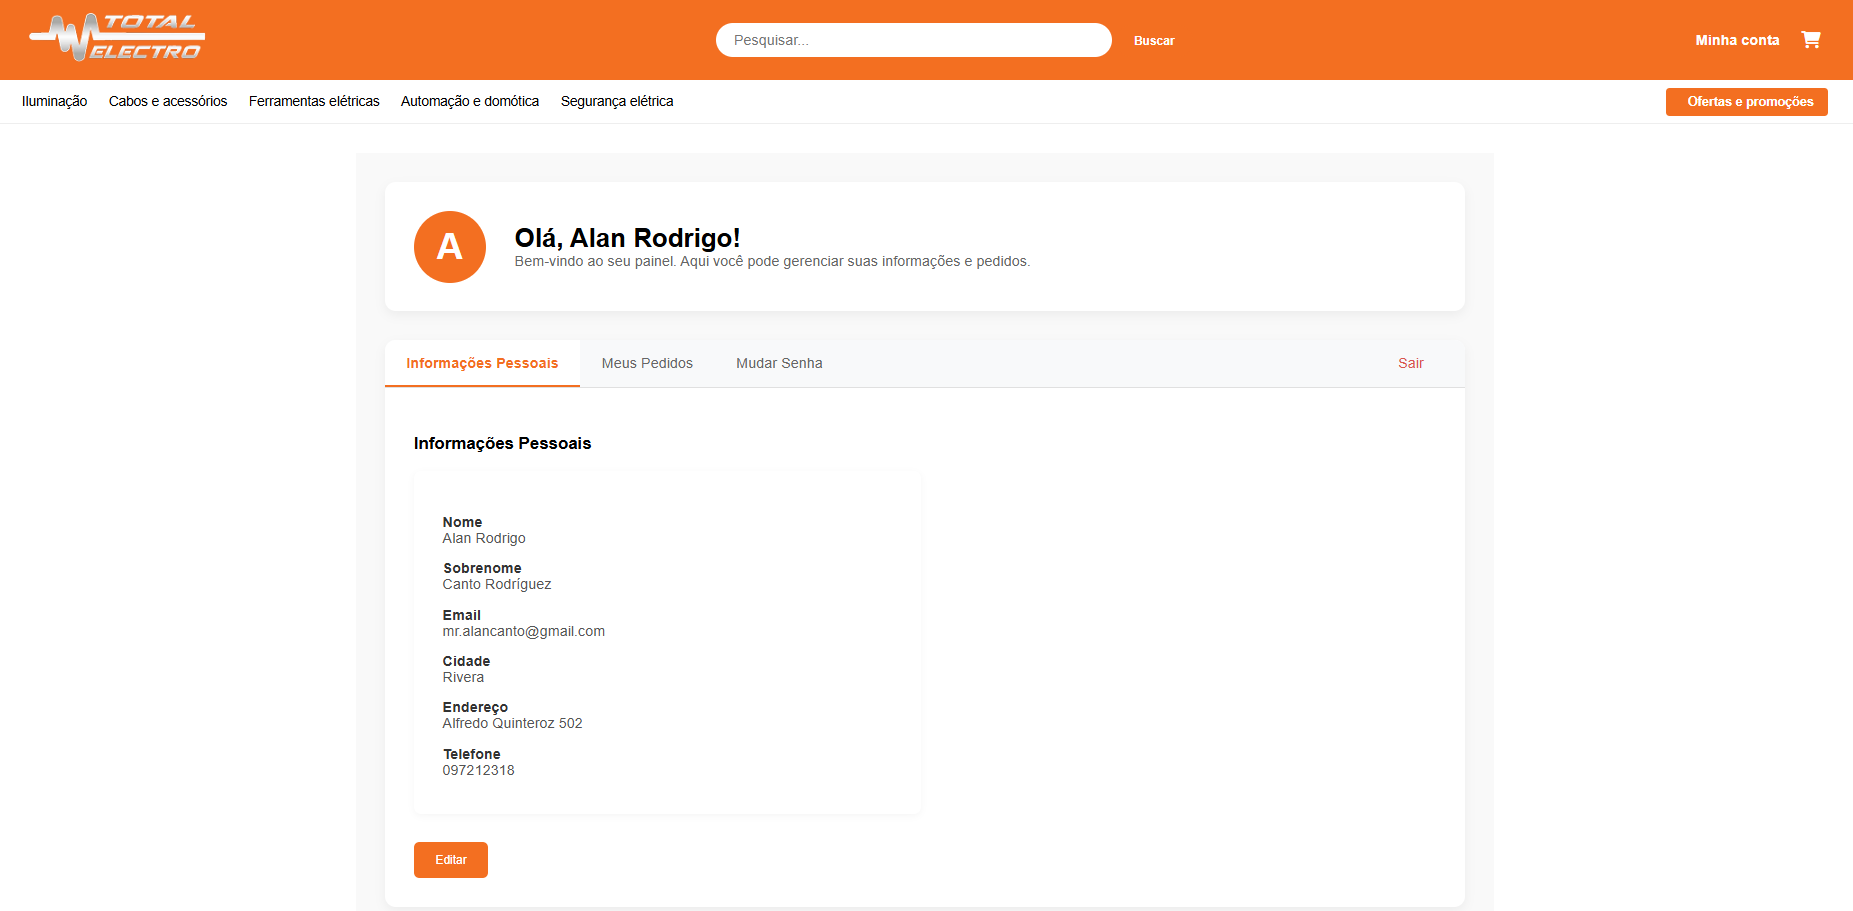 TOTAL
ELECTRO
Pesquisar...
Buscar
Minha conta
Iluminação
Cabos e acessórios
Ferramentas elétricas
Automação e domótica
Segurança elétrica
Ofertas e promoções
A
Olá, Alan Rodrigo!
Bem-vindo ao seu painel. Aqui você pode gerenciar suas informações e pedidos.
Informações Pessoais
Meus Pedidos
Mudar Senha
Sair
Informações Pessoais
Nome
Alan Rodrigo
Sobrenome
Canto Rodríguez
Email
mr.alancanto@gmail.com
Cidade
Rivera
Endereço
Alfredo Quinteroz 502
Telefone
097212318
Editar